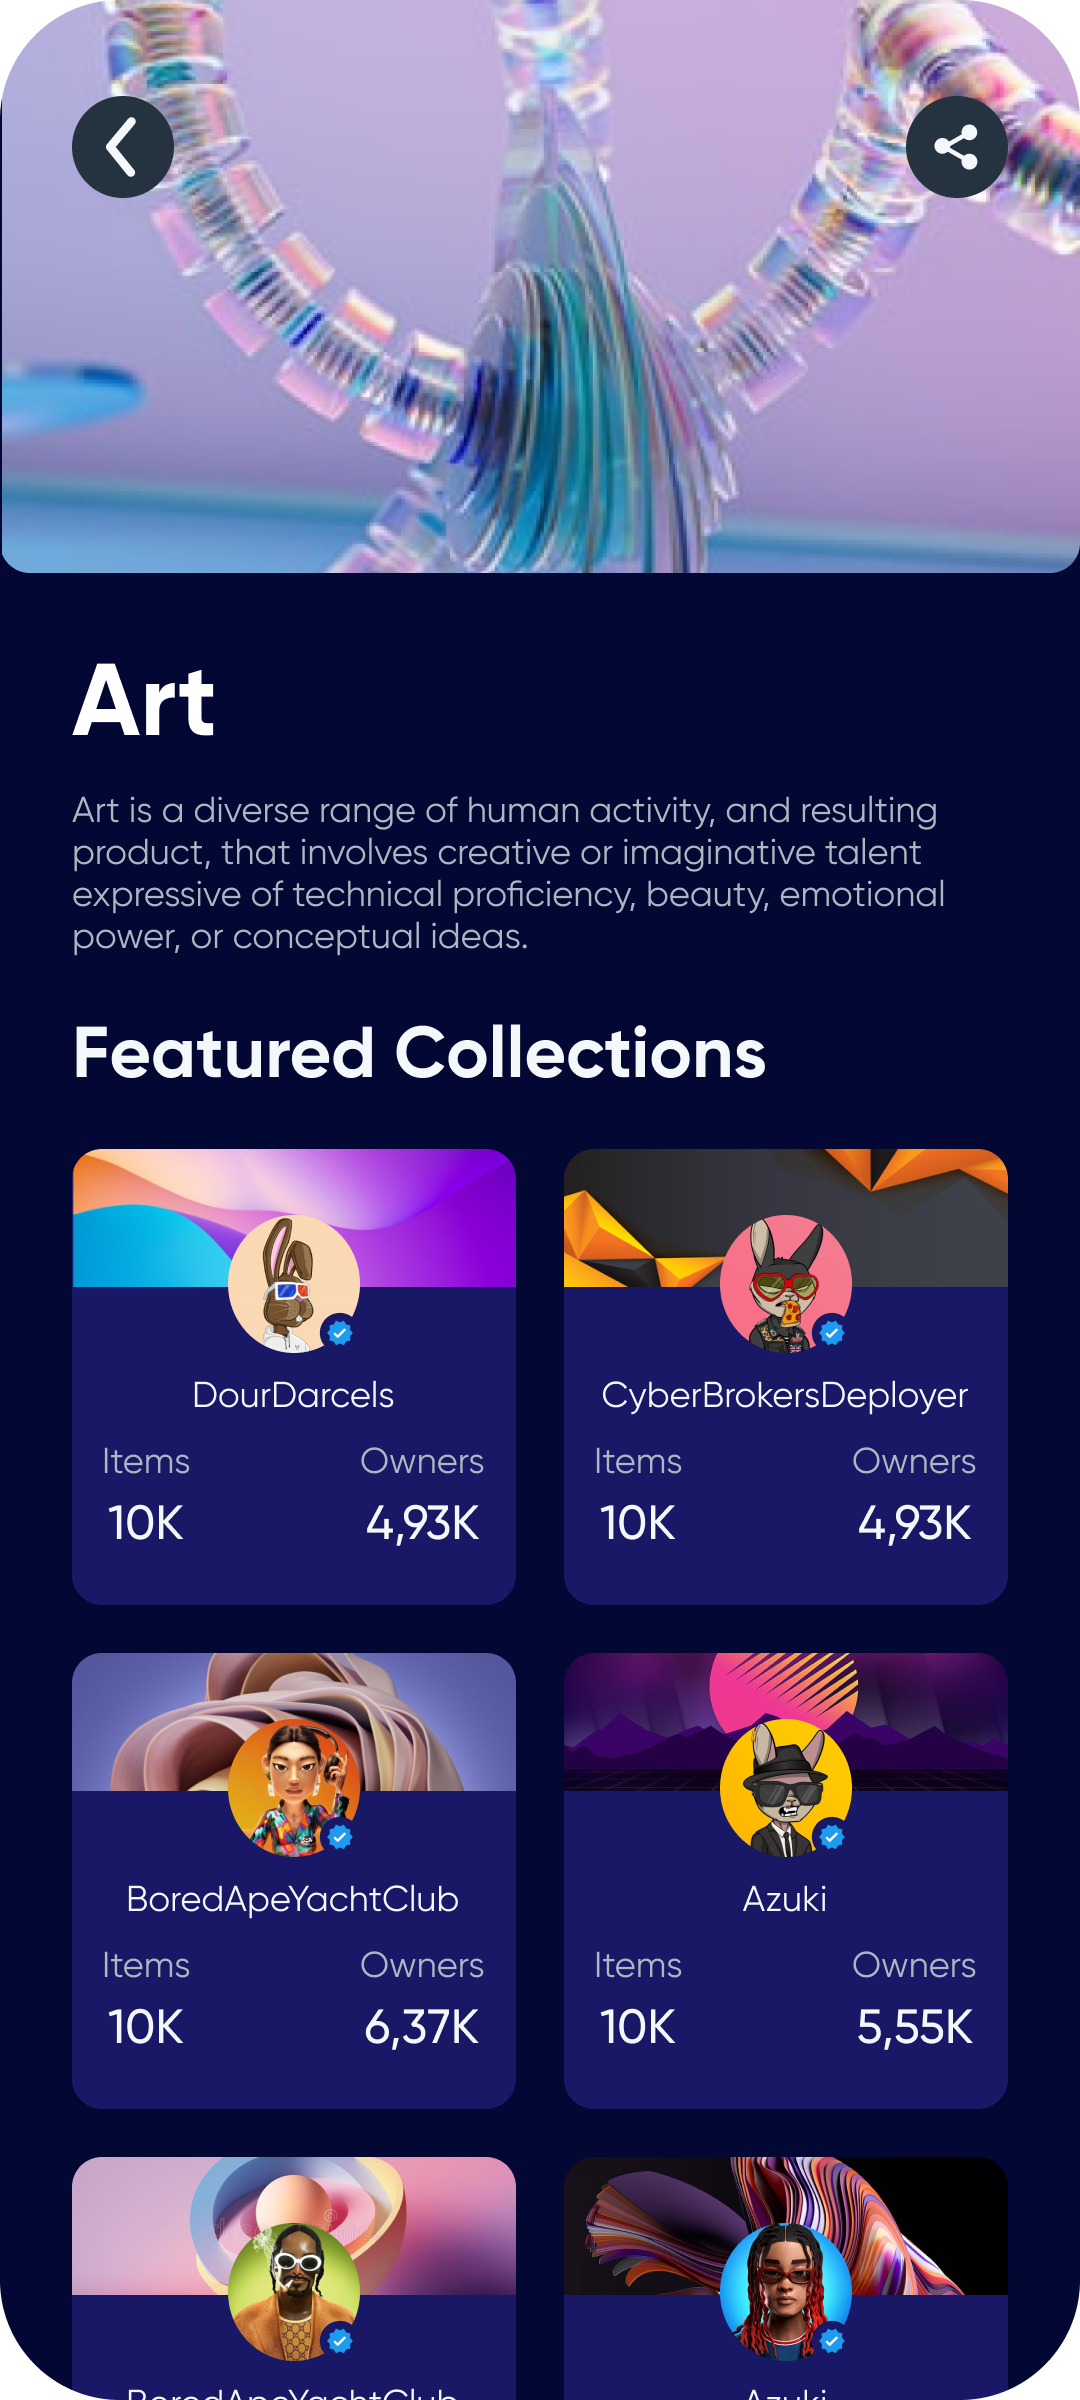 Art
Art is a diverse range of human activity, and resulting
product, that involves creative or imaginative talent
expressive of technical proficiency, beauty, emotional
power, or conceptual ideas.
Featured Collections
DourDarcels
Items Owners
10K 4,93K
CyberBrokersDeployer
Items Owners
10K 4,93K
BoredApeYachtClub
Items Owners
10K 6,37K
Azuki
Items Owners
10K 5,55K
BoredApeYachtClub
Azuki